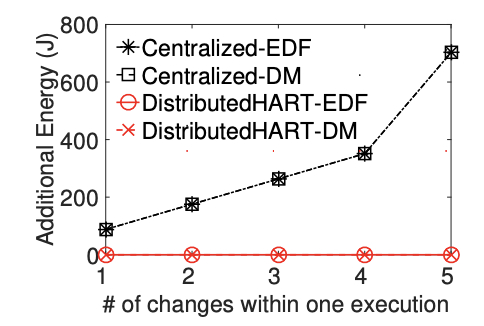 800
600
400
200
0
Additional Energy (J)
Centralized-EDF
Centralized-DM
DistributedHART-EDF
DistributedHART-DM
1 2 3 4 5
# of changes within one execution